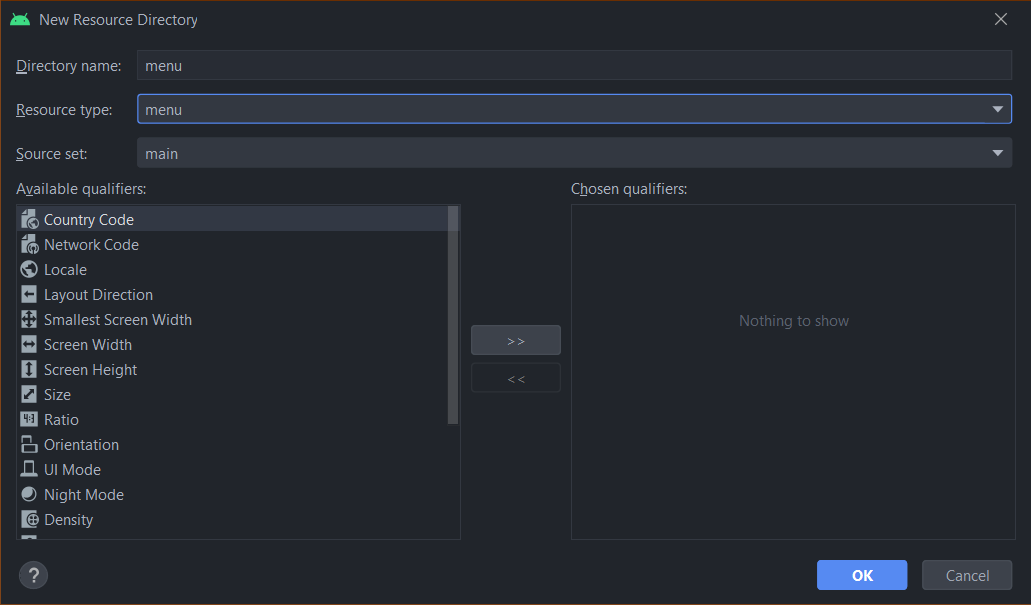 New Resource Directory
Directory name: menu
Resource type: menu
Source set: main
Available qualifiers:
Country Code
Network Code
Locale
Layout Direction
Smallest Screen Width
Screen Width
Screen Height
Size
Ratio
Orientation
UI Mode
Night Mode
Density
>>
<<
Chosen qualifiers:
Nothing to show
?
OK
Cancel